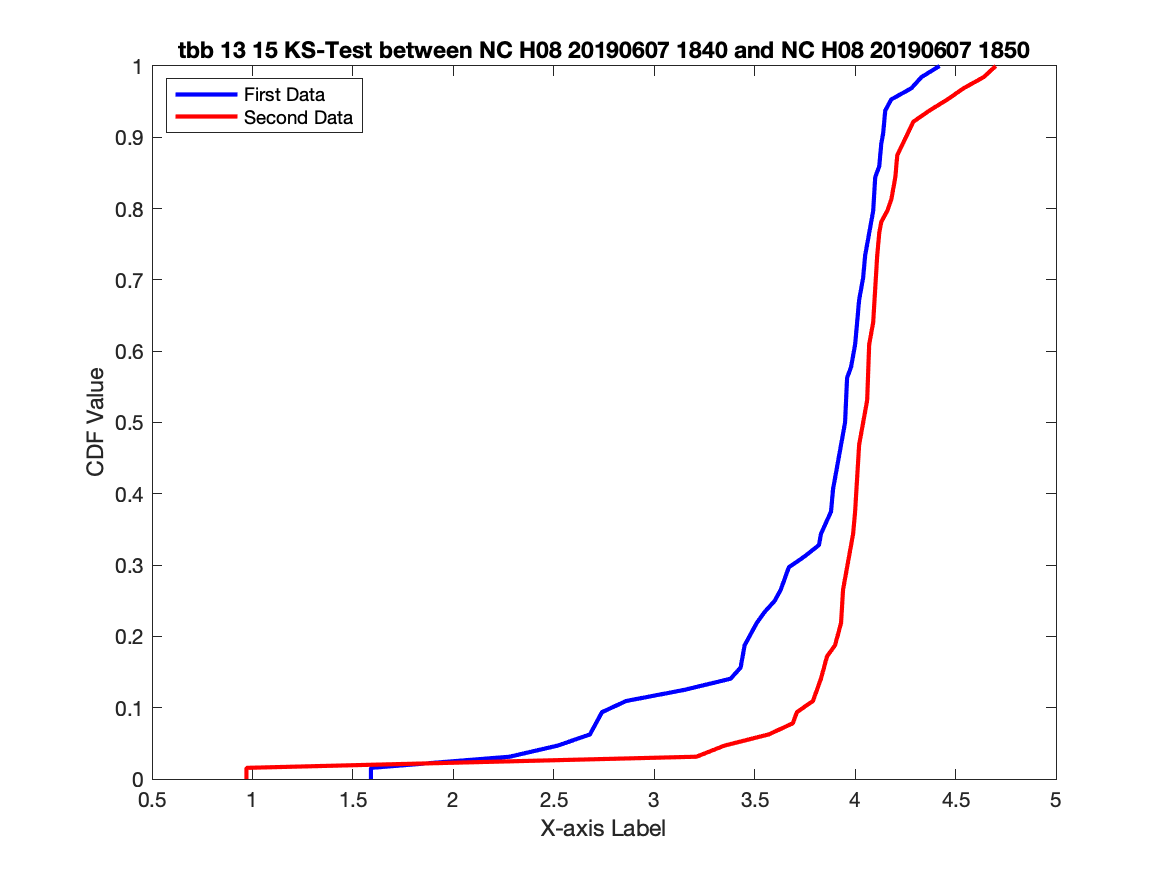 tbb 13 15 KS-Test between NC H08 20190607 1840 and NC H08 20190607 1850
First Data
Second Data
CDF Value
1
0.9
0.8
0.7
0.6
0.5
0.4
0.3
0.2
0.1
0
0.5 1 1.5 2 2.5 3 3.5 4 4.5 5
X-axis Label